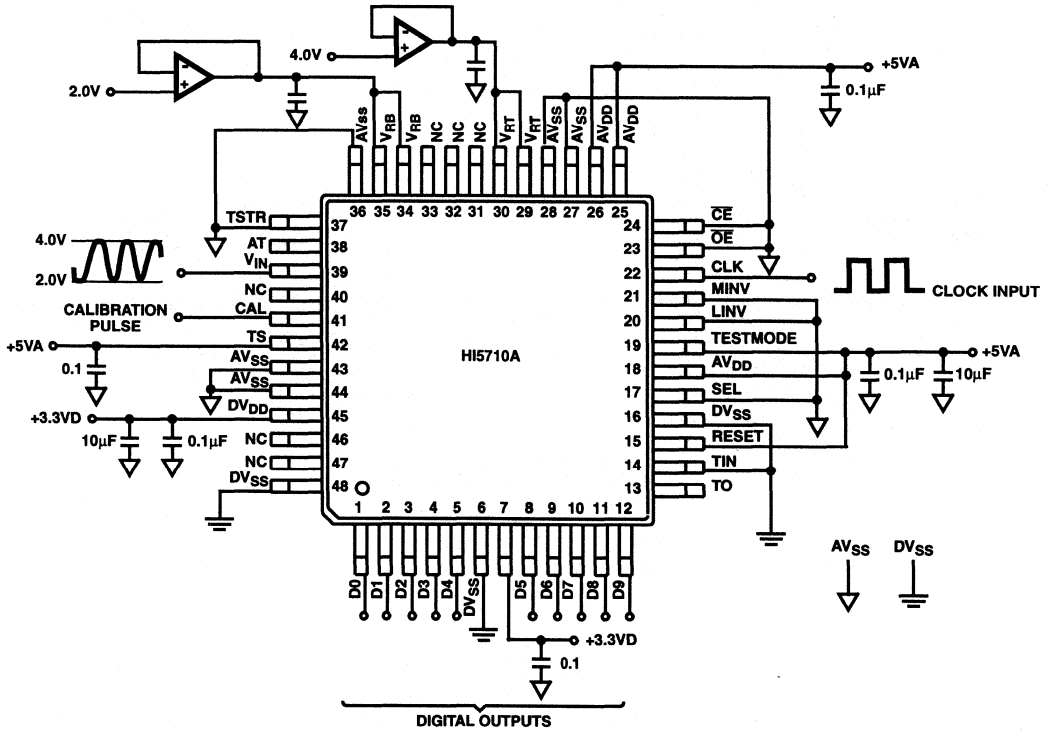 4.0V
2.0V
-
+
-
+
+5VA
0.1µF
AVSS
VRB
VRB
NC
NC
NC
VRT
VRT
AVSS
AVSS
AVDD
AVDD
36 35 34 33 32 31 30 29 28 27 26 25
TSTR 37
AT 38
VIN 39
NC 40
CAL 41
TS 42
AVSS 43
AVSS 44
DVDD 45
NC 46
NC 47
DVSS 48
4.0V
2.0V
CALIBRATION
PULSE
+5VA
0.1
+3.3VD
10µF
0.1µF
HI5710A
24 CE
23 OE
22 CLK
21 MINV
20 LINV
19 TESTMODE
18 AVDD
17 SEL
16 DVSS
15 RESET
14 TIN
13 TO
CLOCK INPUT
+5VA
0.1µF
10µF
1 2 3 4 5 6 7 8 9 10 11 12
D0
D1
D2
D3
D4
DVSS
D5
D6
D7
D8
D9
+3.3VD
0.1
AVSS
DVSS
DIGITAL OUTPUTS